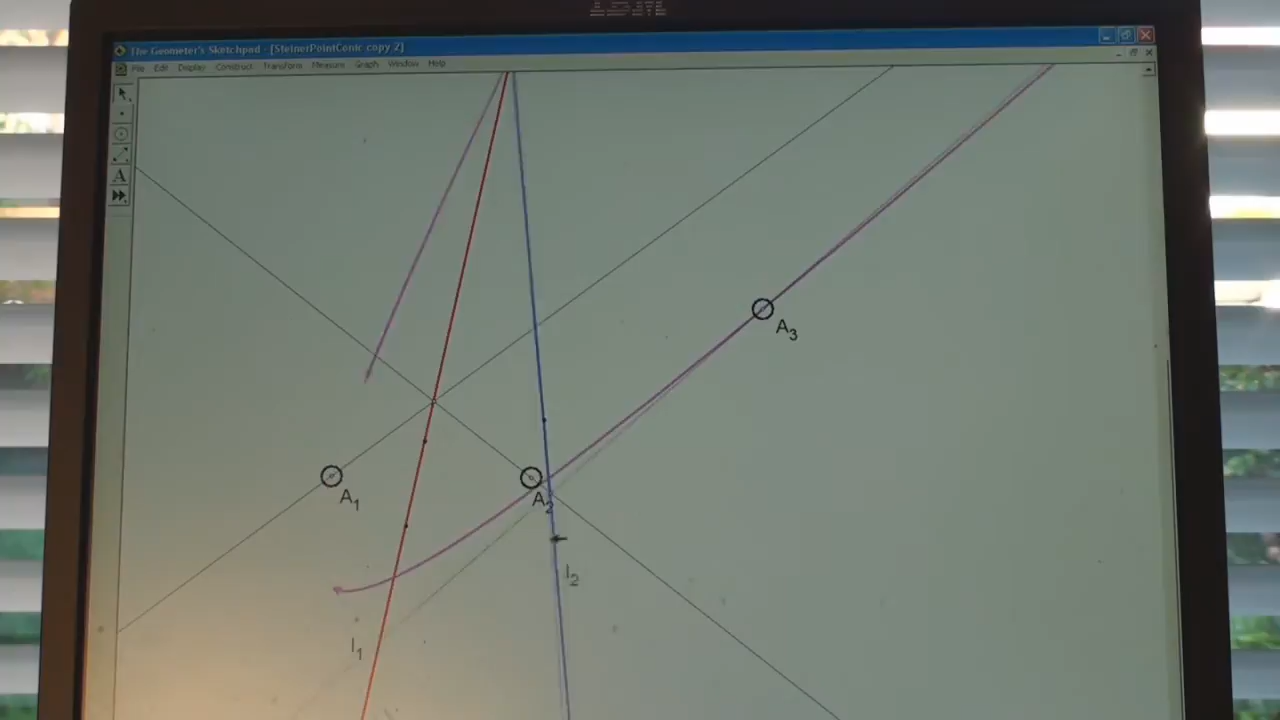 The Geometer's Sketchpad - [SteinerPointConic copy 2]
File Edit Display Construct Transform Measure Graph Window Help
A
A₃
A₁
A₂
l₂
l₁